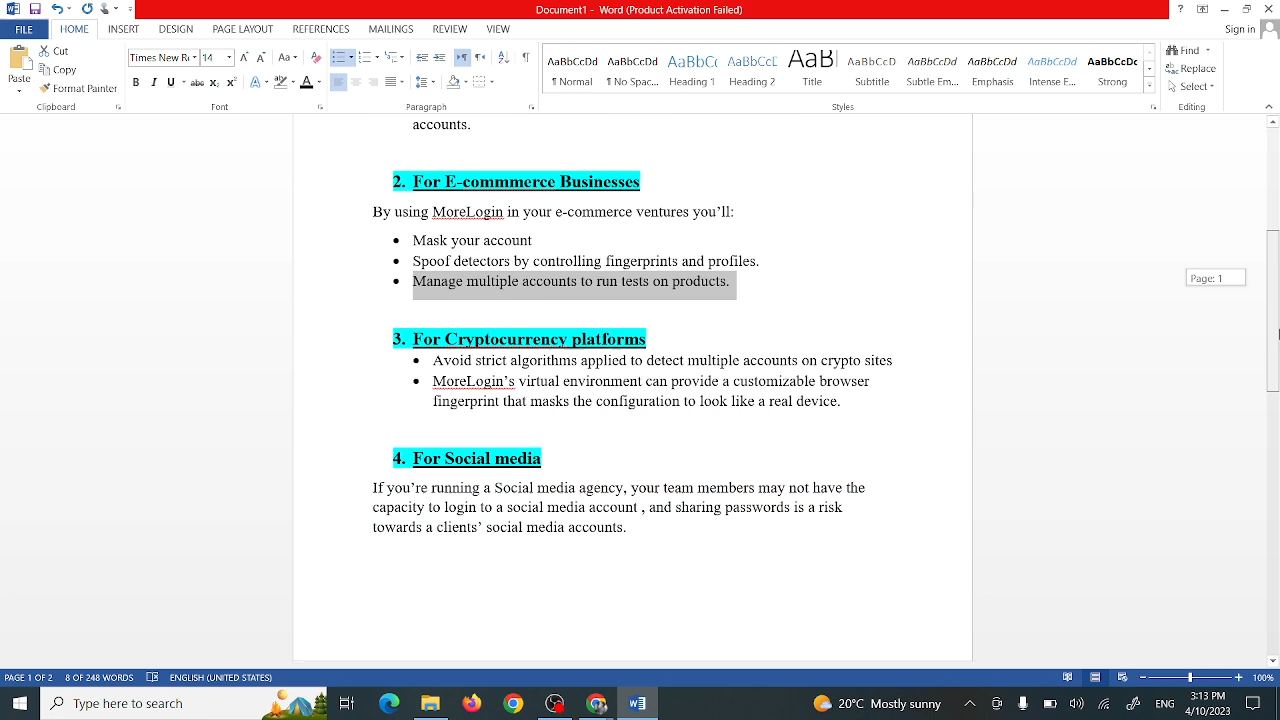 Document1 - Word (Product Activation Failed)
FILE HOME INSERT DESIGN PAGE LAYOUT REFERENCES MAILINGS REVIEW VIEW Sign in
Paste
Cut
Copy
Format Painter
Clipboard
Times New R 14
Font
Paragraph
AaBbCcDd AaBbCcDd AaBbCc AaBbCcE AaBI AaBbCcD AaBbCcDd AaBbCcDd AaBbCcDd AaBbCcDc
¶ Normal ¶ No Spac... Heading 1 Heading 2 Title Subtitle Subtle Em... Emphasis Intense E... Strong
Styles
Find
Replace
Select
Editing
accounts.
2. For E-commmerce Businesses
By using MoreLogin in your e-commerce ventures you’ll:
• Mask your account
• Spoof detectors by controlling fingerprints and profiles.
• Manage multiple accounts to run tests on products.
Page: 1
3. For Cryptocurrency platforms
• Avoid strict algorithms applied to detect multiple accounts on crypto sites
• MoreLogin’s virtual environment can provide a customizable browser
fingerprint that masks the configuration to look like a real device.
4. For Social media
If you’re running a Social media agency, your team members may not have the
capacity to login to a social media account , and sharing passwords is a risk
towards a clients’ social media accounts.
PAGE 1 OF 2 8 OF 248 WORDS ENGLISH (UNITED STATES) 100%
Type here to search
20°C Mostly sunny
ENG
3:13 PM
4/10/2023